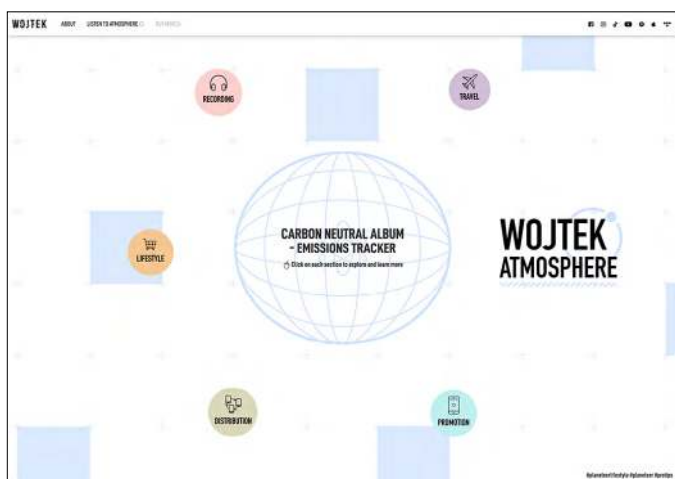 WOJTEK ABOUT LISTEN TO ATMOSPHERE
RECORDING
TRAVEL
CARBON NEUTRAL ALBUM
- EMISSIONS TRACKER
Click on each section to explore and learn more
WOJTEK
ATMOSPHERE
LIFESTYLE
DISTRIBUTION
PROMOTION